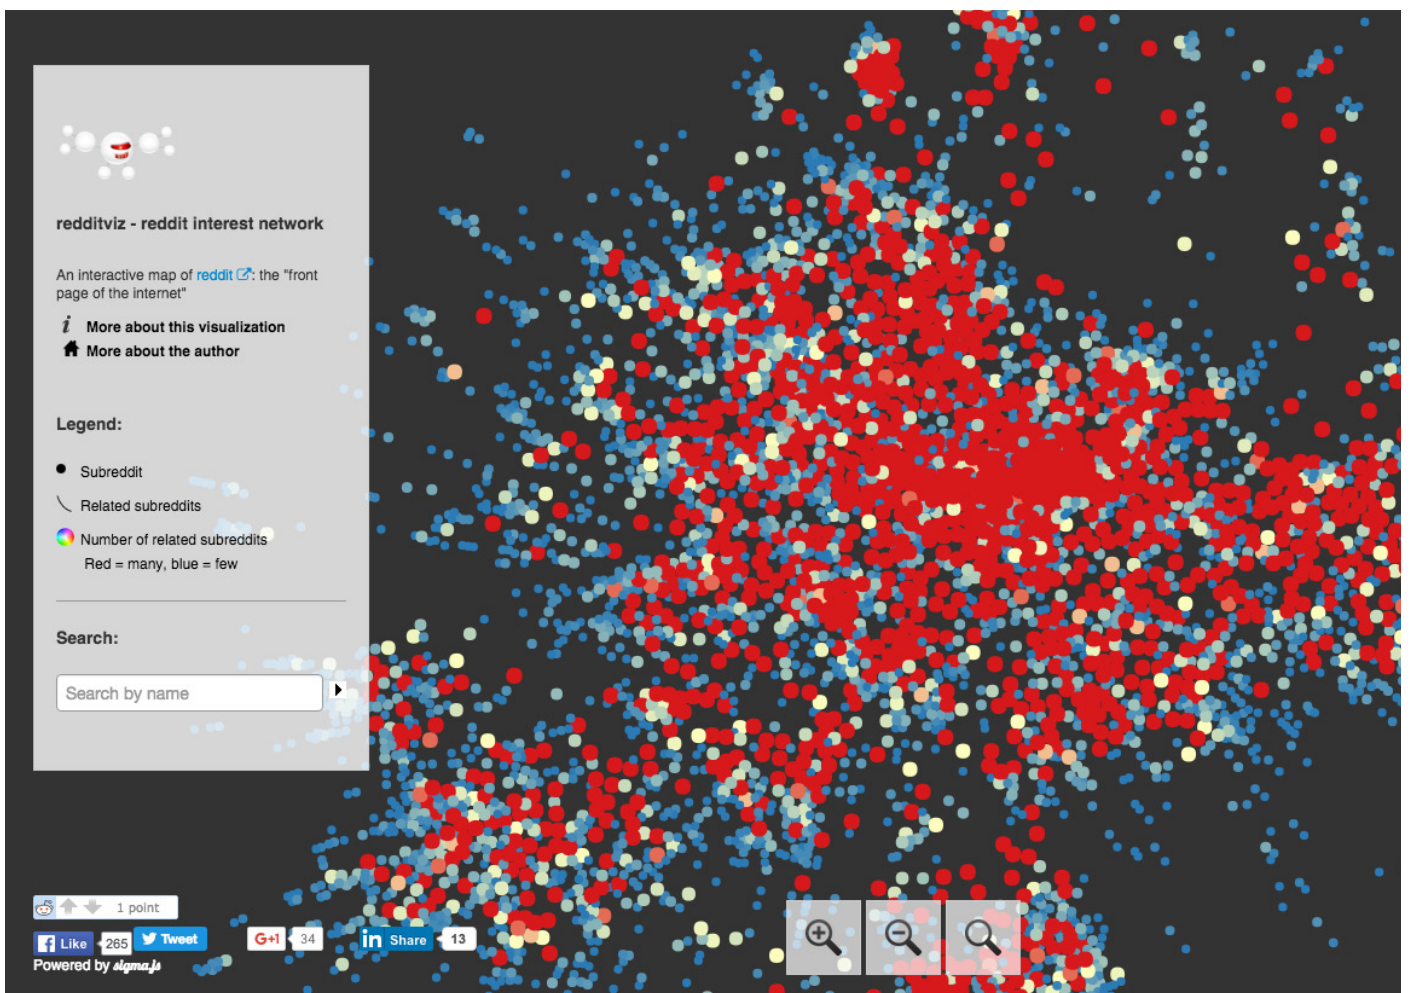 redditviz - reddit interest network
An interactive map of reddit : the "front
page of the internet"
i More about this visualization
More about the author
Legend:
Subreddit
Related subreddits
Number of related subreddits
Red = many, blue = few
Search:
Search by name
1 point
Like 265 Tweet G+1 34 in Share 13
Powered by sigma.js